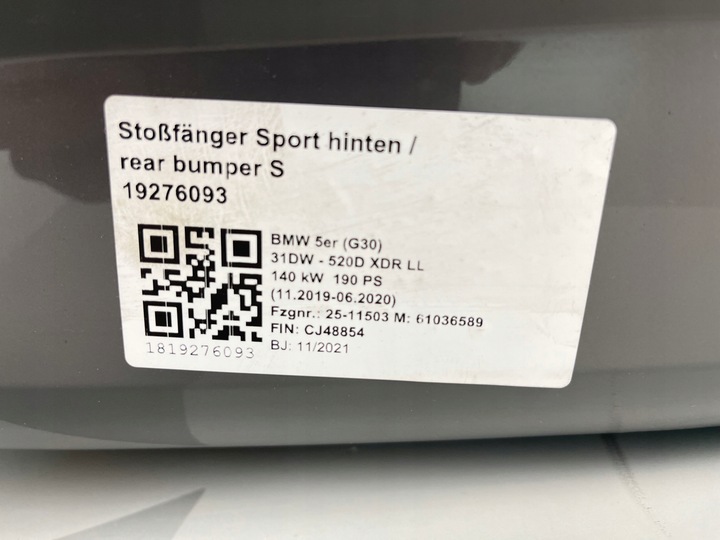 Stoßfänger Sport hinten /
rear bumper S
19276093
BMW 5er (G30)
31DW - 520D XDR LL
140 kW 190 PS
(11.2019-06.2020)
Fzgnr.: 25-11503 M: 61036589
FIN: CJ48854
BJ: 11/2021
1819276093